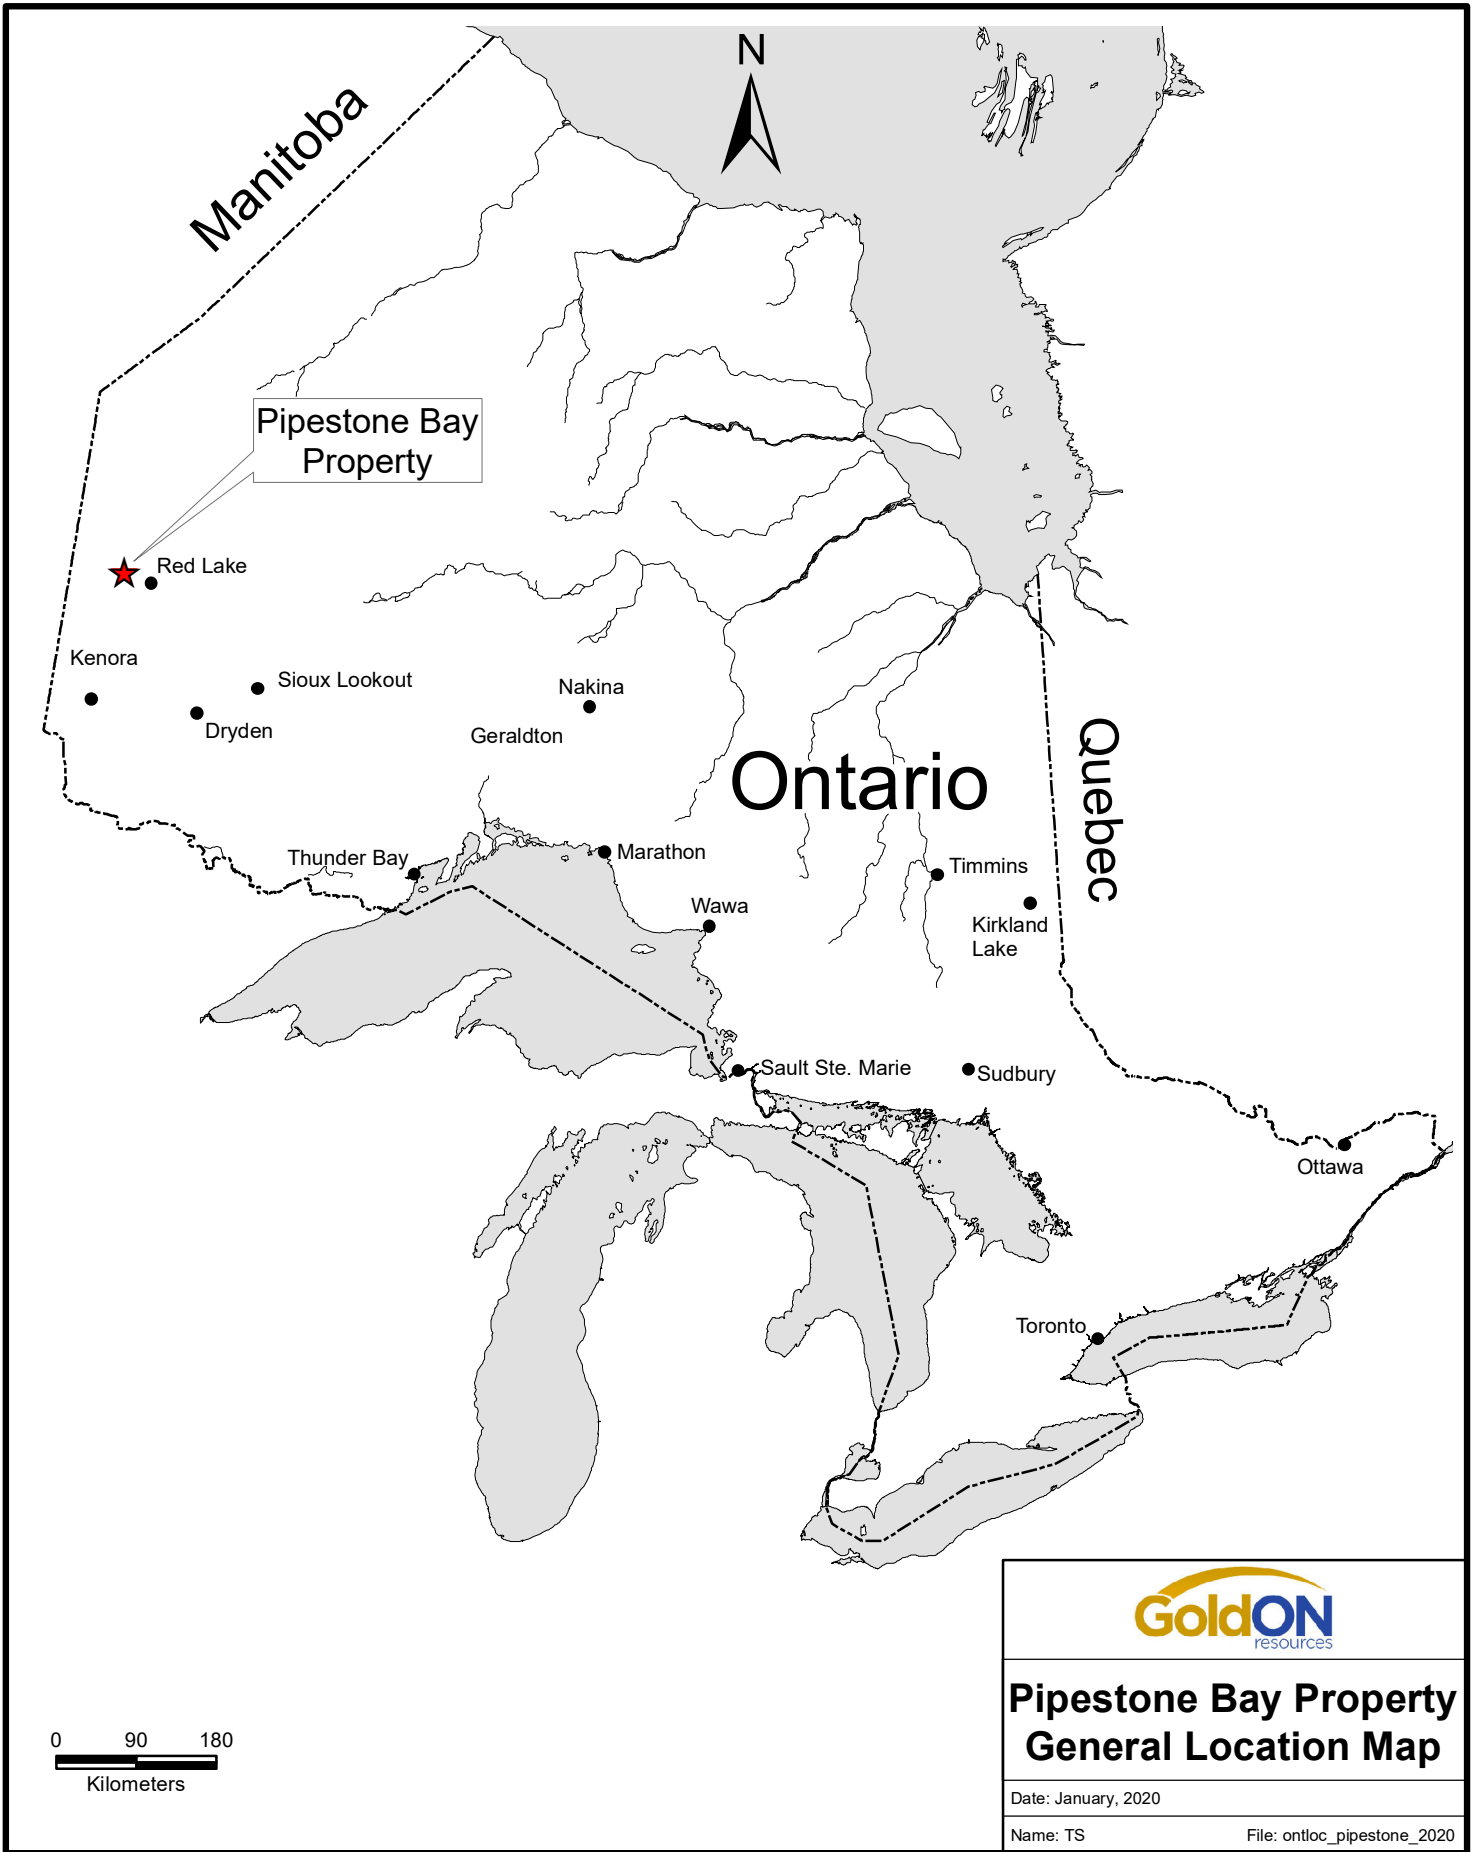 N
Manitoba
Pipestone Bay
Property
Red Lake
Kenora
Sioux Lookout
Dryden
Nakina
Geraldton
Ontario
Quebec
Thunder Bay
Marathon
Timmins
Wawa
Kirkland
Lake
Sault Ste. Marie
Sudbury
Ottawa
Toronto
GoldON
resources
Pipestone Bay Property
General Location Map
0 90 180
Kilometers
Date: January, 2020
Name: TS File: ontloc_pipestone_2020